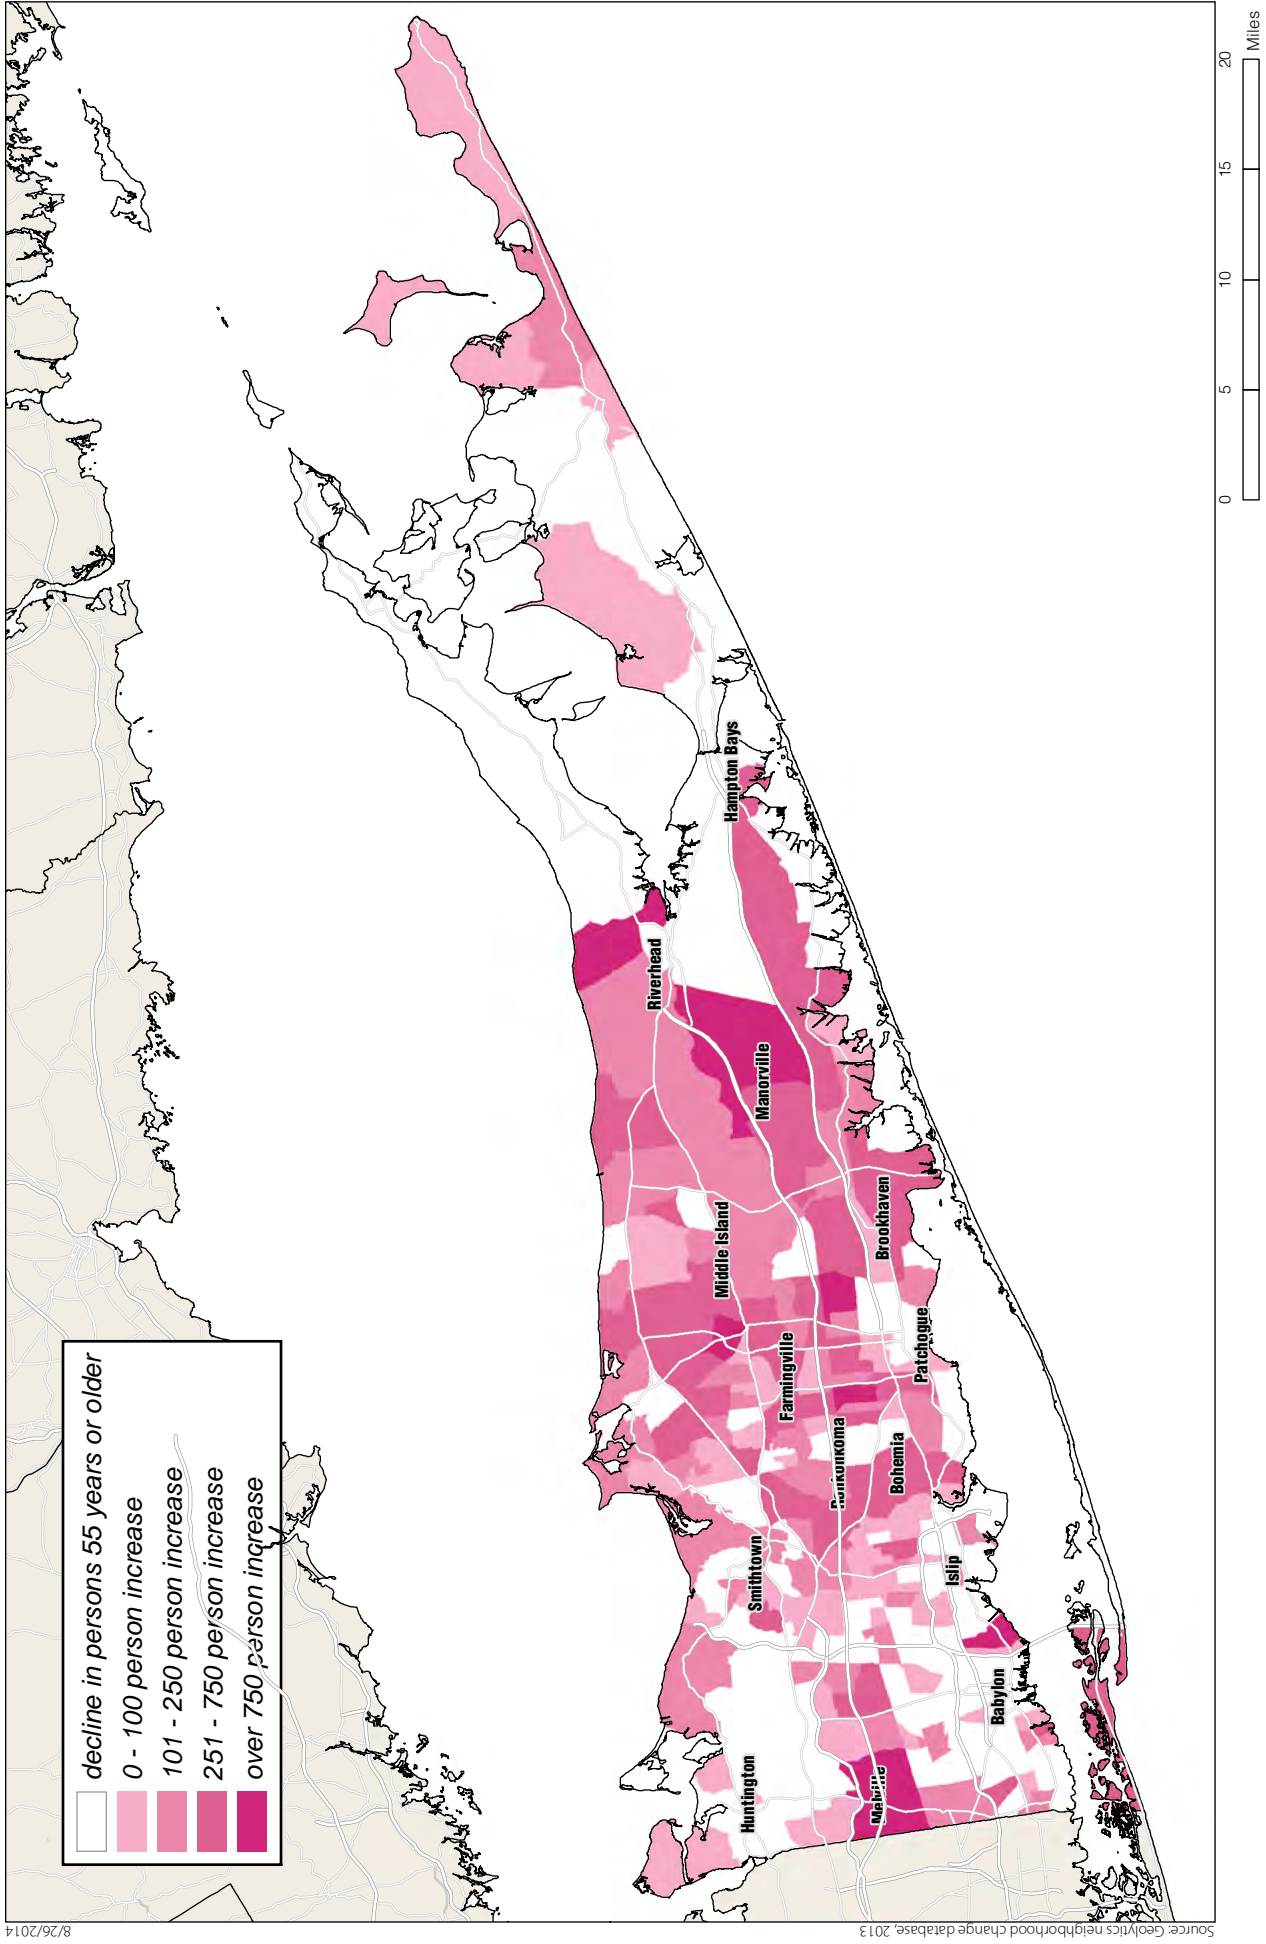 decline in persons 55 years or older
0 - 100 person increase
101 - 250 person increase
251 - 750 person increase
over 750 person increase
Huntington
Smithtown
Melville
Babylon
Islip
Ronkonkoma
Bohemia
Farmingville
Patchogue
Middle Island
Brookhaven
Manorville
Riverhead
Hampton Bays
0 5 10 15 20
Miles
Source: Geolytics neighborhood change database, 2013
8/26/2014